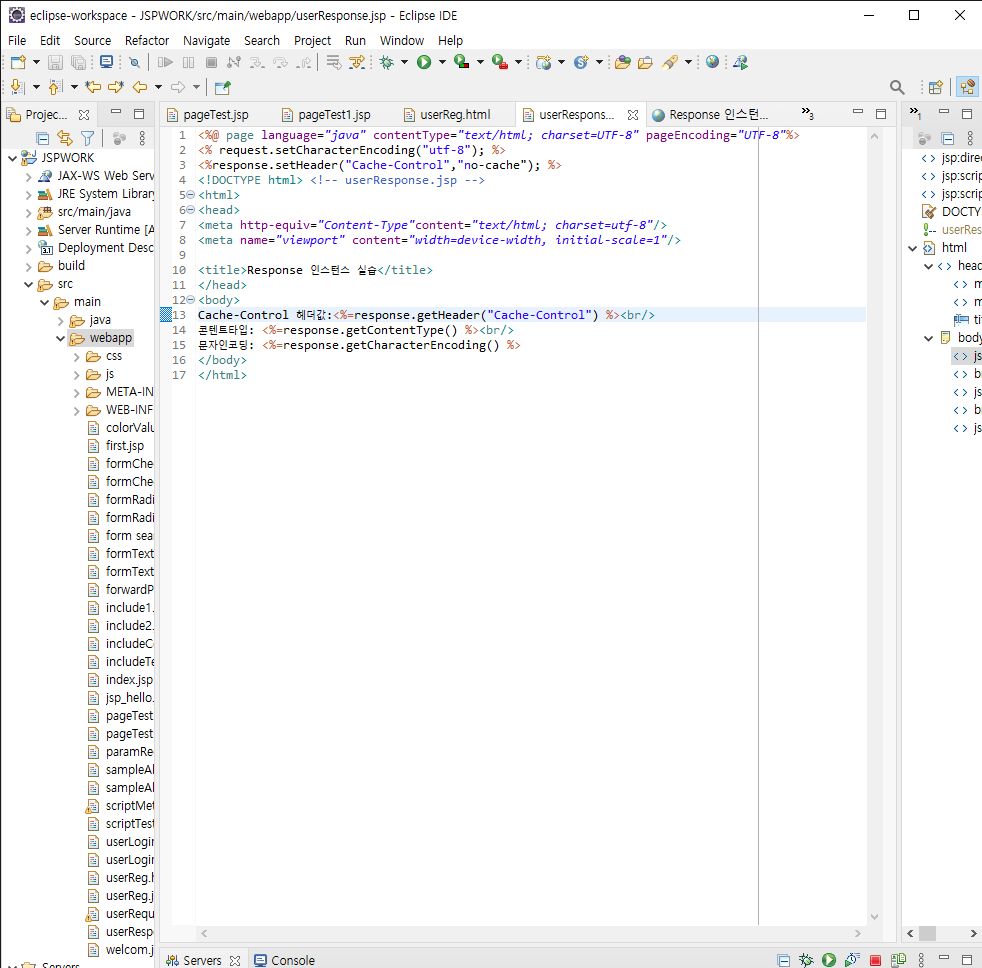 eclipse-workspace - JSPWORK/src/main/webapp/userResponse.jsp - Eclipse IDE
File Edit Source Refactor Navigate Search Project Run Window Help
Projec...
pageTest.jsp
pageTest1.jsp
userReg.html
userRespons...
Response 인스턴...
»3
»1
JSPWORK
JAX-WS Web Serv
JRE System Library
src/main/java
Server Runtime [A
Deployment Desc
build
src
main
java
webapp
css
js
META-IN
WEB-INF
colorValu
first.jsp
formChe
formChe
formRadi
formRadi
form sea
formText
formText
forwardP
include1.
include2.
includeC
includeTe
index.jsp
jsp_hello.
pageTest
pageTest
paramRe
sampleAl
sampleAl
scriptMet
scriptTest
userLogin
userLogin
userReg.h
userReg.j
userRequ
userRespo
welcom.j
Servers
1 <%@ page language="java" contentType="text/html; charset=UTF-8" pageEncoding="UTF-8"%>
2 <% request.setCharacterEncoding("utf-8"); %>
3 <%response.setHeader("Cache-Control","no-cache"); %>
4 <!DOCTYPE html> <!-- userResponse.jsp -->
5 <html>
6 <head>
7 <meta http-equiv="Content-Type"content="text/html; charset=utf-8"/>
8 <meta name="viewport" content="width=device-width, initial-scale=1"/>
9
10 <title>Response 인스턴스 실습</title>
11 </head>
12 <body>
13 Cache-Control 헤더값:<%=response.getHeader("Cache-Control") %><br/>
14 콘텐트타입: <%=response.getContentType() %><br/>
15 문자인코딩: <%=response.getCharacterEncoding() %>
16 </body>
17 </html>
jsp:direc
jsp:scrip
jsp:scrip
DOCTY
userRes
html
head
m
m
tit
body
js
br
js
br
js
Servers
Console